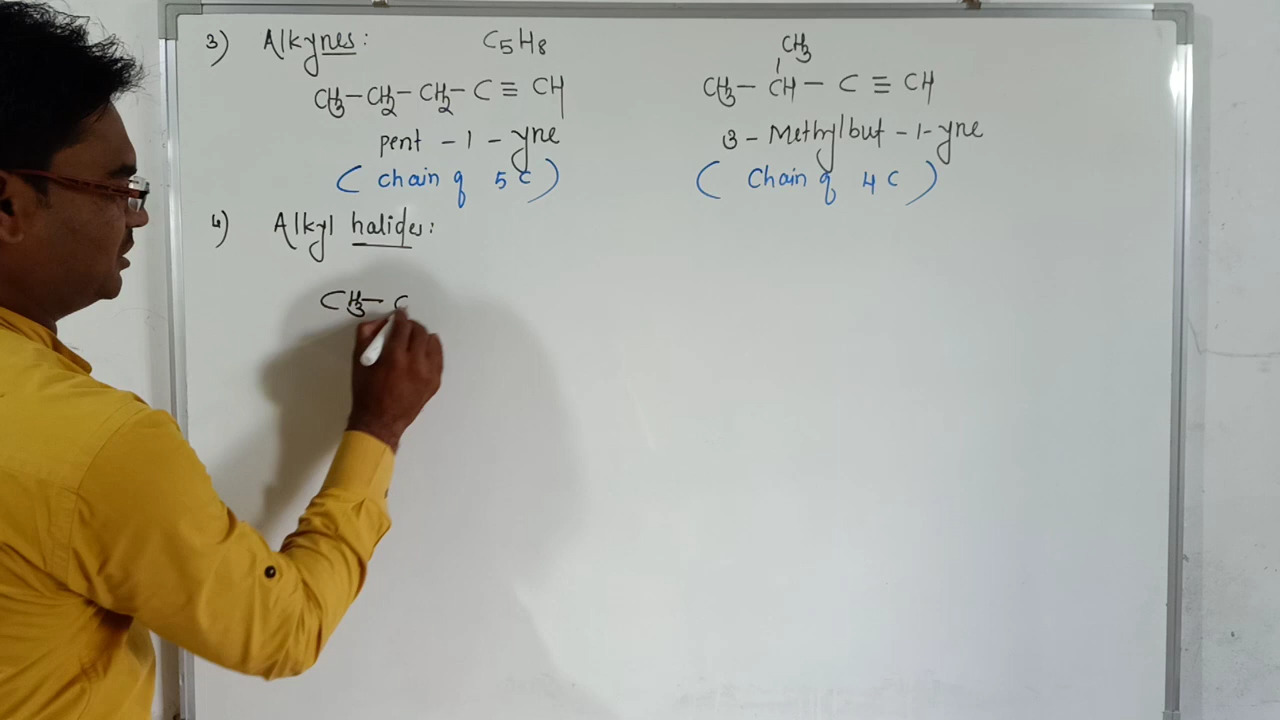 3) Alkynes: C5H8
CH3
CH3-CH2-CH2-C≡CH CH3-CH-C≡CH
pent-1-yne 3-Methylbut-1-yne
(chain of 5 C) (Chain of 4 C)
4) Alkyl halides:
CH3-C